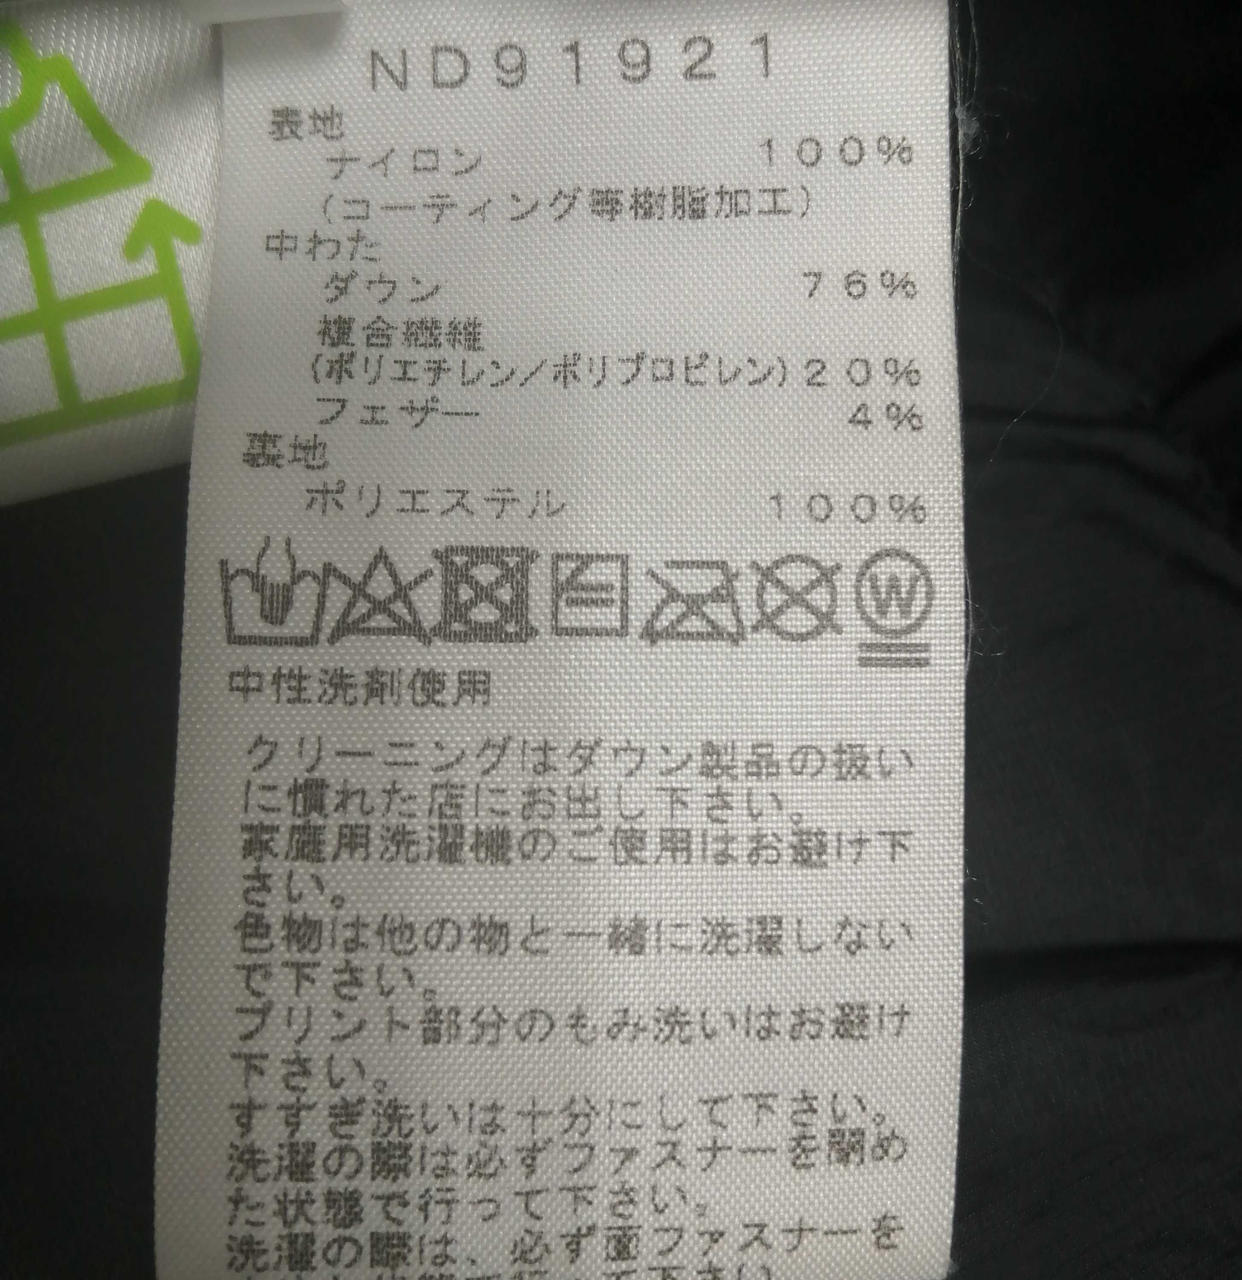 ND91921
表地
ナイロン 100%
(コーティング等樹脂加工)
中わた
ダウン 76%
複合繊維
(ポリエチレン/ポリプロピレン) 20%
フェザー 4%
裏地
ポリエステル 100%
W
中性洗剤使用
クリーニングはダウン製品の扱い
に慣れた店にお出し下さい。
家庭用洗濯機のご使用はお避け下
さい。
色物は他の物と一緒に洗濯しない
で下さい。
プリント部分のもみ洗いはお避け
下さい。
すすぎ洗いは十分にして下さい。
洗濯の際は必ずファスナーを閉め
た状態で行って下さい。
洗濯の際は、必ず面ファスナーを